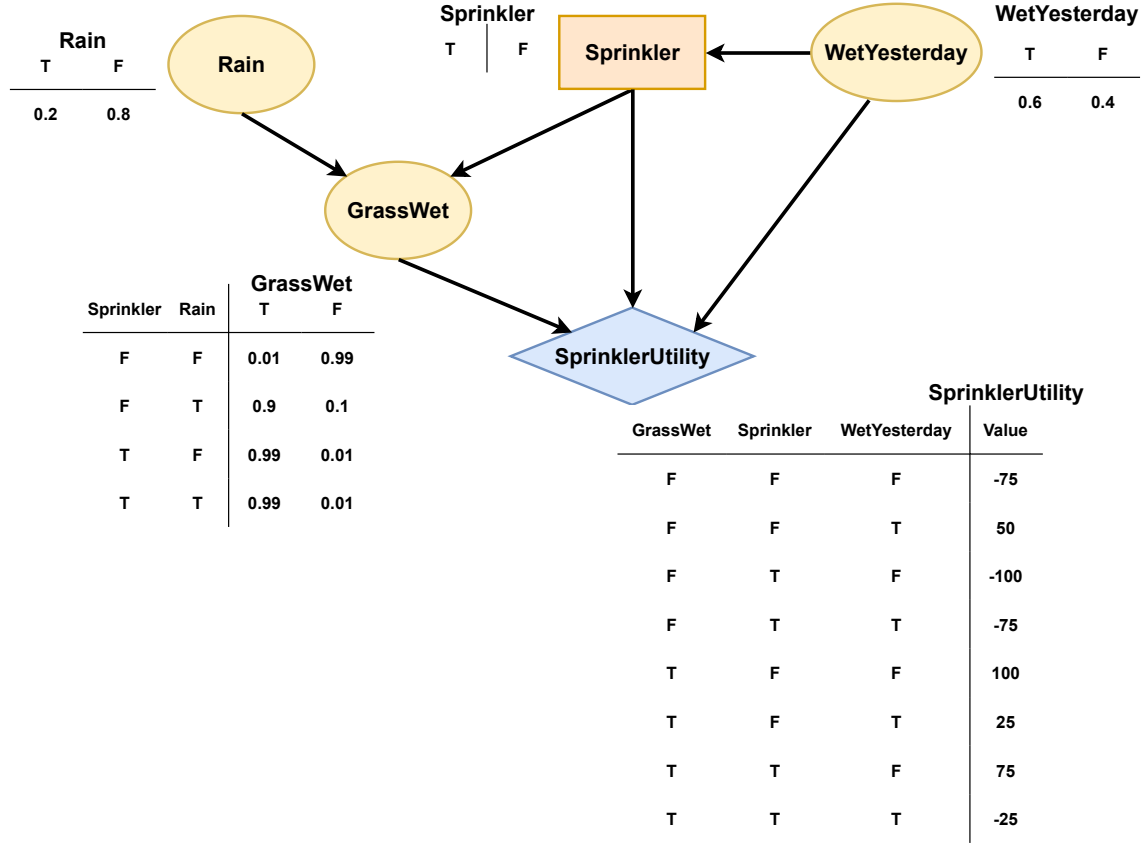 Sprinkler
T F
WetYesterday
T F
0.6 0.4
Rain
T F
0.2 0.8
Rain
Sprinkler
WetYesterday
GrassWet
GrassWet
Sprinkler Rain T F
F F 0.01 0.99
F T 0.9 0.1
T F 0.99 0.01
T T 0.99 0.01
SprinklerUtility
SprinklerUtility
GrassWet Sprinkler WetYesterday Value
F F F -75
F F T 50
F T F -100
F T T -75
T F F 100
T F T 25
T T F 75
T T T -25